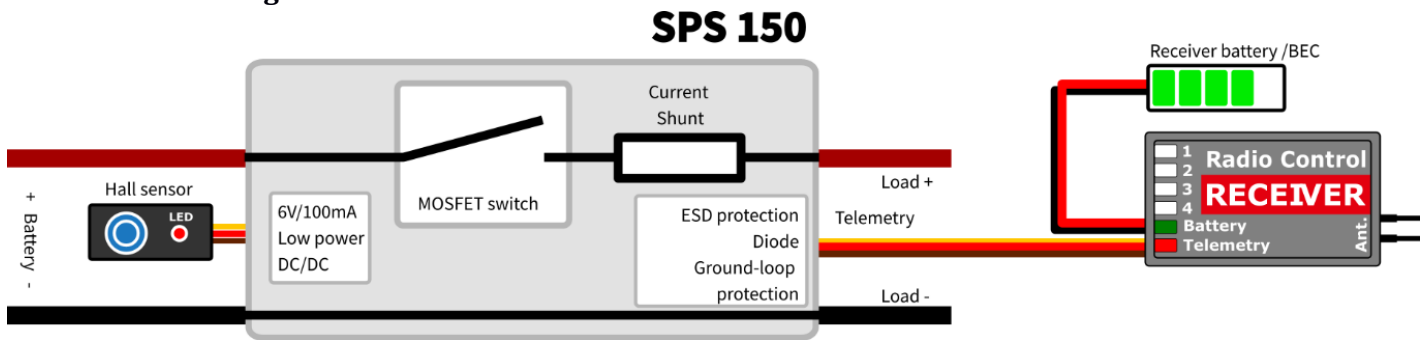 SPS 150
Receiver battery /BEC
Current
Shunt
MOSFET switch
Hall sensor
LED
+ Battery -
6V/100mA
Low power
DC/DC
ESD protection
Diode
Ground-loop
protection
Load +
Telemetry
Load -
1
2
3
4
Radio Control
RECEIVER
Battery
Telemetry
Ant.